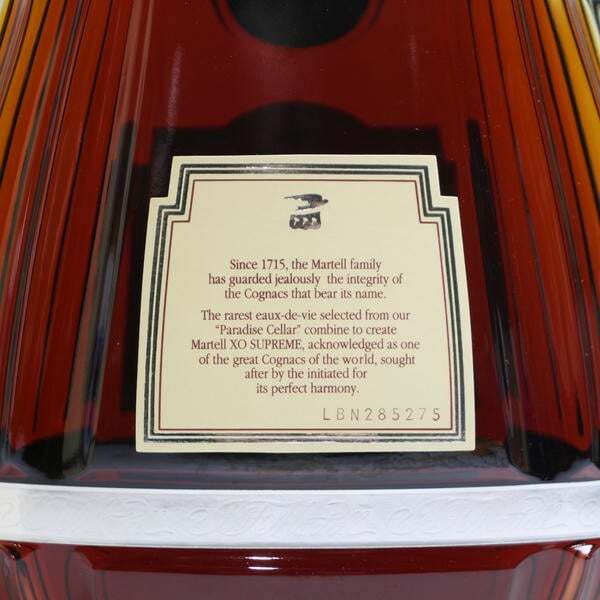 Since 1715, the Martell family
has guarded jealously the integrity of
the Cognacs that bear its name.
The rarest eaux-de-vie selected from our
"Paradise Cellar" combine to create
Martell XO SUPREME, acknowledged as one
of the great Cognacs of the world, sought
after by the initiated for
its perfect harmony.
LBN285275